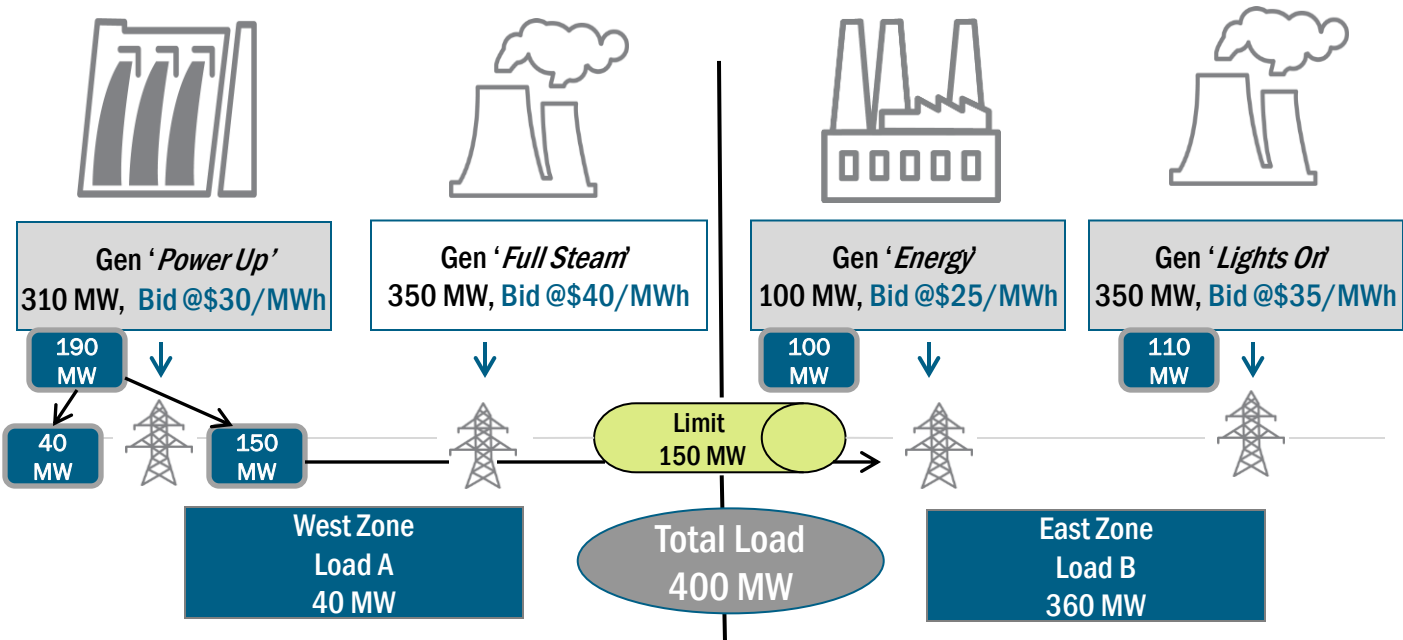 Gen ‘Power Up’
310 MW, Bid @$30/MWh
Gen ‘Full Steam’
350 MW, Bid @$40/MWh
Gen ‘Energy’
100 MW, Bid @$25/MWh
Gen ‘Lights On’
350 MW, Bid @$35/MWh
190
MW
100
MW
110
MW
40
MW
150
MW
Limit
150 MW
West Zone
Load A
40 MW
Total Load
400 MW
East Zone
Load B
360 MW